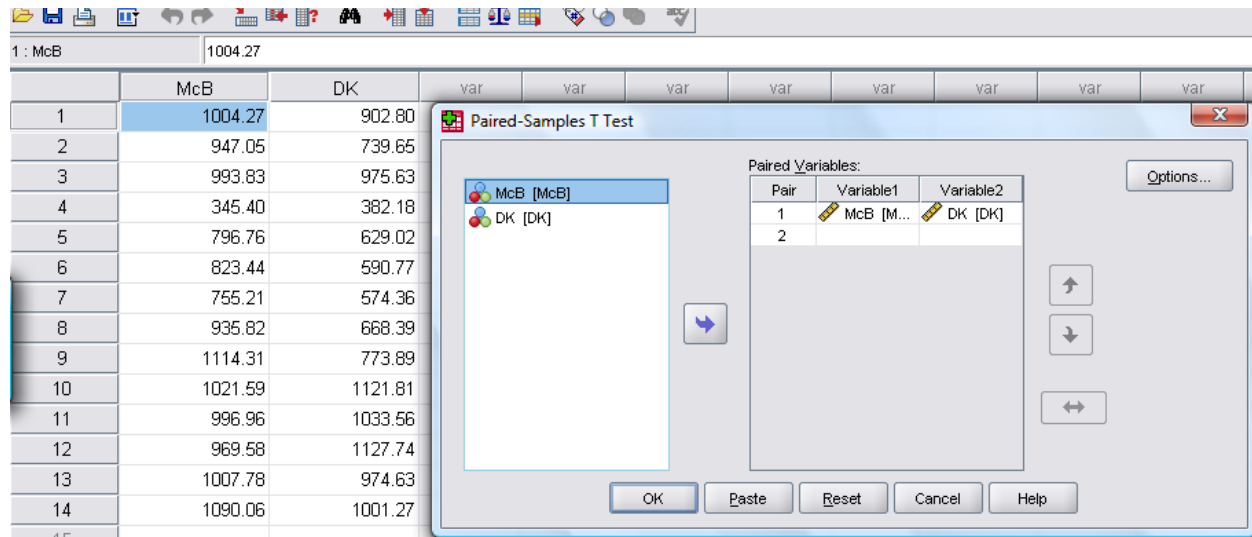 1 : McB 1004.27
McB DK var var var var var var var var
1 1004.27 902.80
2 947.05 739.65
3 993.83 975.63
4 345.40 382.18
5 796.76 629.02
6 823.44 590.77
7 755.21 574.36
8 935.82 668.39
9 1114.31 773.89
10 1021.59 1121.81
11 996.96 1033.56
12 969.58 1127.74
13 1007.78 974.63
14 1090.06 1001.27
Paired-Samples T Test
McB [McB]
DK [DK]
Paired Variables:
Pair Variable1 Variable2
1 McB [M... DK [DK]
2
Options...
OK Paste Reset Cancel Help